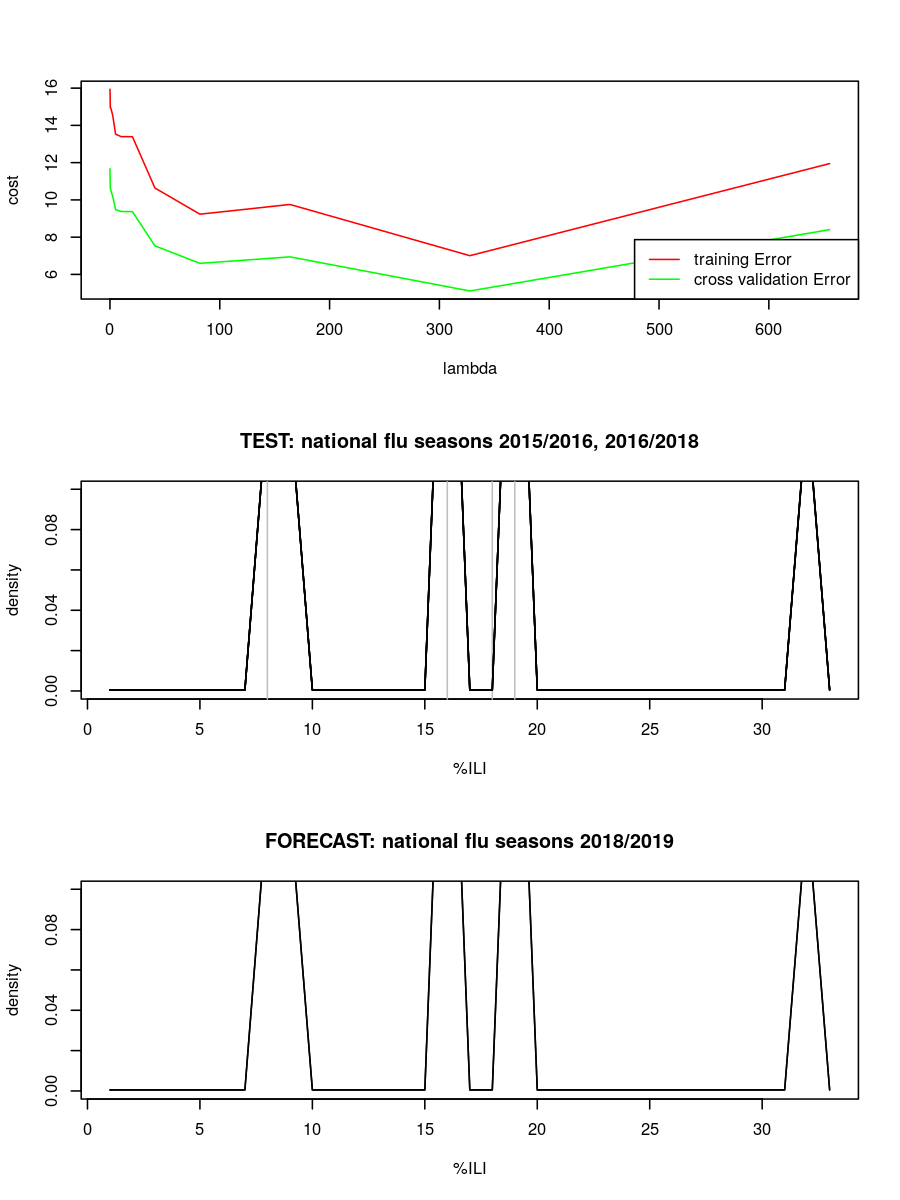 16
14
12
10
8
6
cost
training Error
cross validation Error
0 100 200 300 400 500 600
lambda
TEST: national flu seasons 2015/2016, 2016/2018
0.08
0.04
0.00
density
0 5 10 15 20 25 30
%ILI
FORECAST: national flu seasons 2018/2019
0.08
0.04
0.00
density
0 5 10 15 20 25 30
%ILI